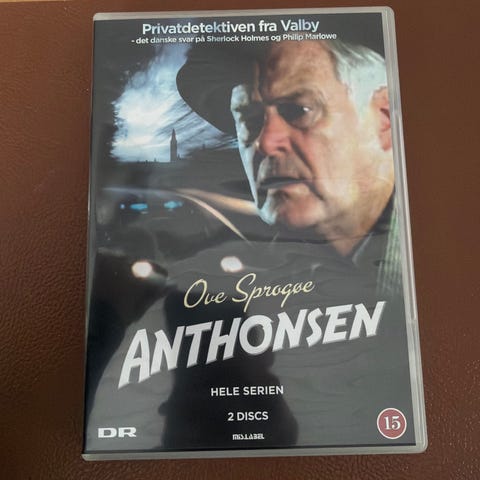 Privatdetektiven fra Valby
- det danske svar på Sherlock Holmes og Philip Marlowe
Ove Sprogøe
ANTHONSEN
HELE SERIEN
2 DISCS
DR
MIS.LABEL
15